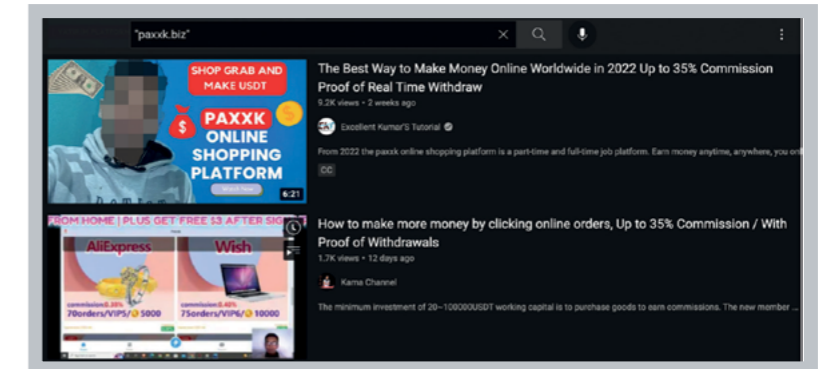 "paxxk.biz"
SHOP GRAB AND
MAKE USDT
$
PAXXK
ONLINE
SHOPPING
PLATFORM
6:21
The Best Way to Make Money Online Worldwide in 2022 Up to 35% Commission
Proof of Real Time Withdraw
9.2K views • 2 weeks ago
Excellent Kumar'S Tutorial
From 2022 the paxxk online shopping platform is a part-time and full-time job platform. Earn money anytime, anywhere, you onl
CC
FROM HOME | PLUS GET FREE $3 AFTER SIG
AliExpress
Wish
commission:0.38%
70orders/VIP5/ 5000
commission:0.40%
75orders/VIP6/ 10000
How to make more money by clicking online orders, Up to 35% Commission / With
Proof of Withdrawals
1.7K views • 12 days ago
Kama Channel
The minimum investment of 20~100000USDT working capital is to purchase goods to earn commissions. The new member ...